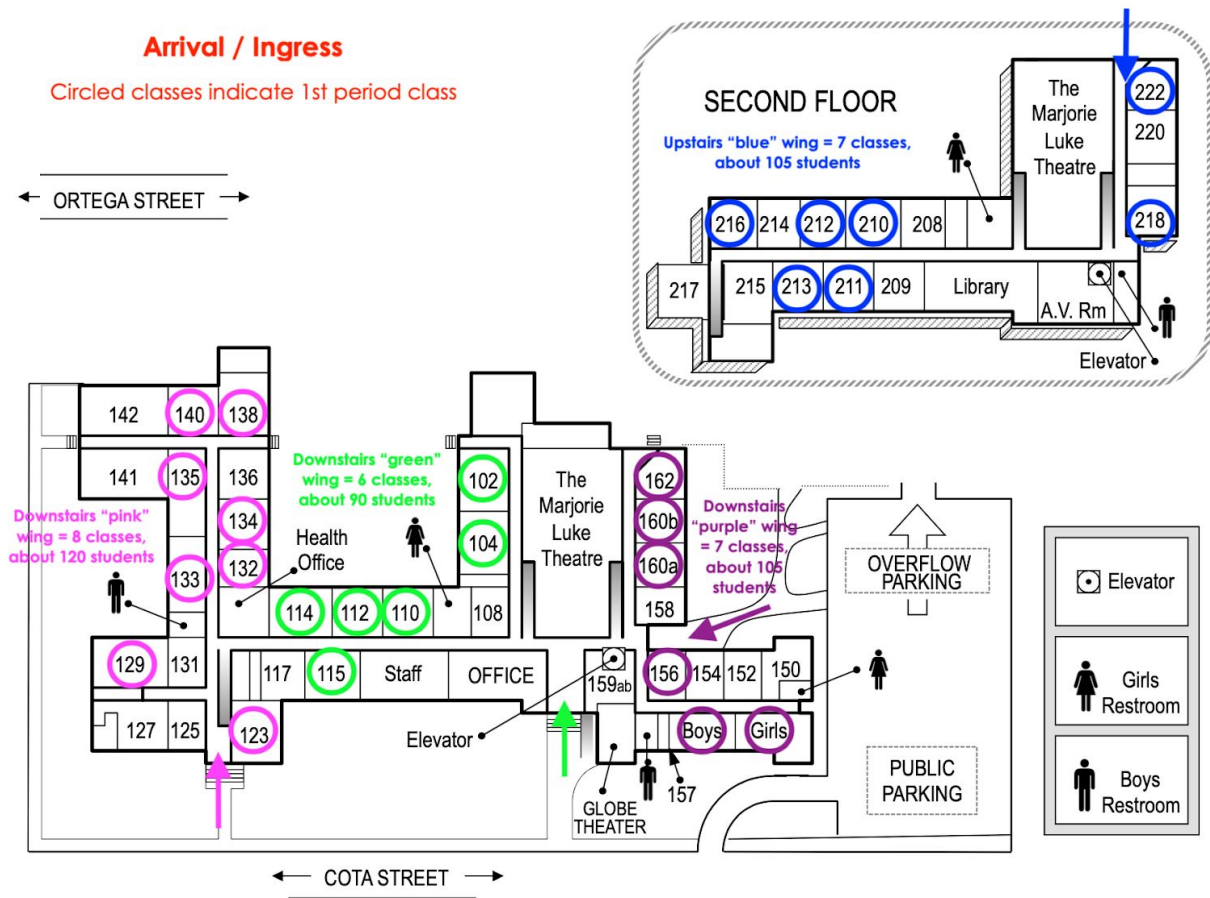 Arrival / Ingress
Circled classes indicate 1st period class
ORTEGA STREET
SECOND FLOOR
Upstairs “blue” wing = 7 classes,
about 105 students
The
Marjorie
Luke
Theatre
222
220
218
216
214
212
210
208
217
215
213
211
209
Library
A.V. Rm
Elevator
142
140
138
141
135
136
Downstairs “green”
wing = 6 classes,
about 90 students
102
The
Marjorie
Luke
Theatre
162
Downstairs “pink”
wing = 8 classes,
about 120 students
134
Health
Office
104
160b
Downstairs
“purple” wing
= 7 classes,
about 105
students
133
132
160a
OVERFLOW
PARKING
Elevator
114
112
110
108
158
129
131
117
115
Staff
OFFICE
159ab
156
154
152
150
Girls
Restroom
127
125
123
Elevator
Boys
Girls
157
GLOBE
THEATER
PUBLIC
PARKING
Boys
Restroom
COTA STREET